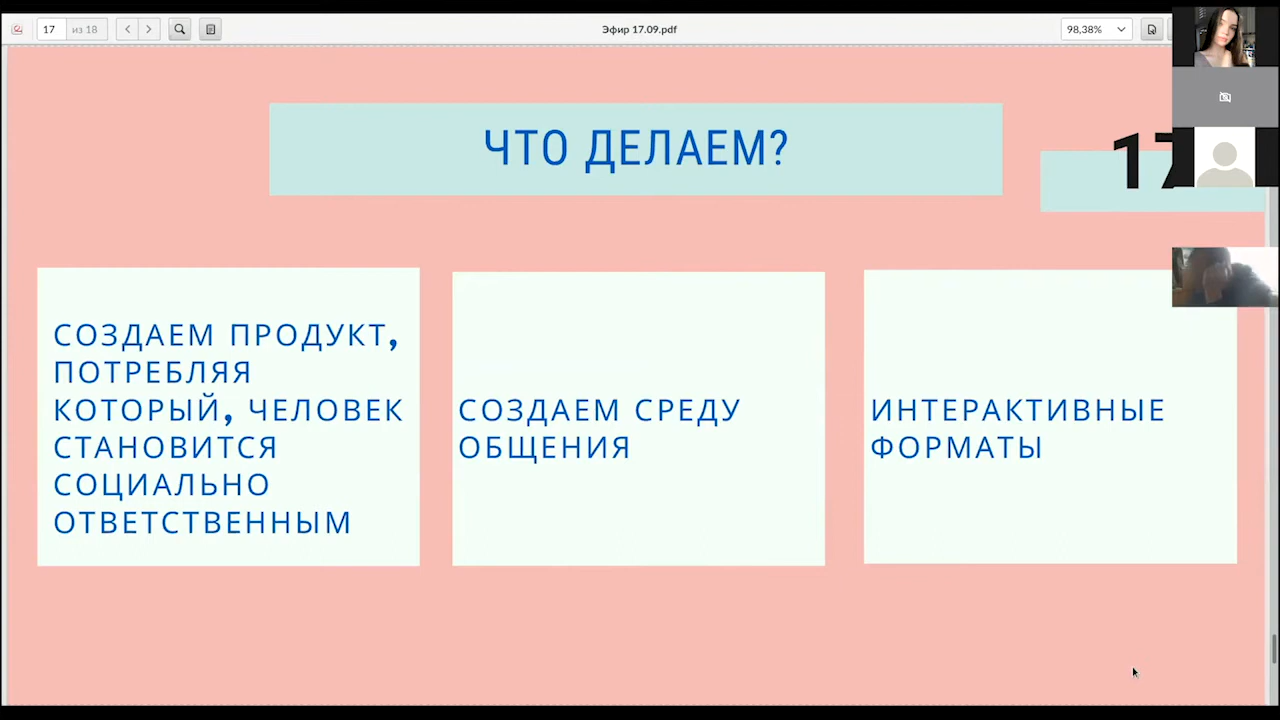 17
из 18
Эфир 17.09.pdf
98,38%
ЧТО ДЕЛАЕМ?
17
СОЗДАЕМ ПРОДУКТ,
ПОТРЕБЛЯЯ
КОТОРЫЙ, ЧЕЛОВЕК
СТАНОВИТСЯ
СОЦИАЛЬНО
ОТВЕТСТВЕННЫМ
СОЗДАЕМ СРЕДУ
ОБЩЕНИЯ
ИНТЕРАКТИВНЫЕ
ФОРМАТЫ